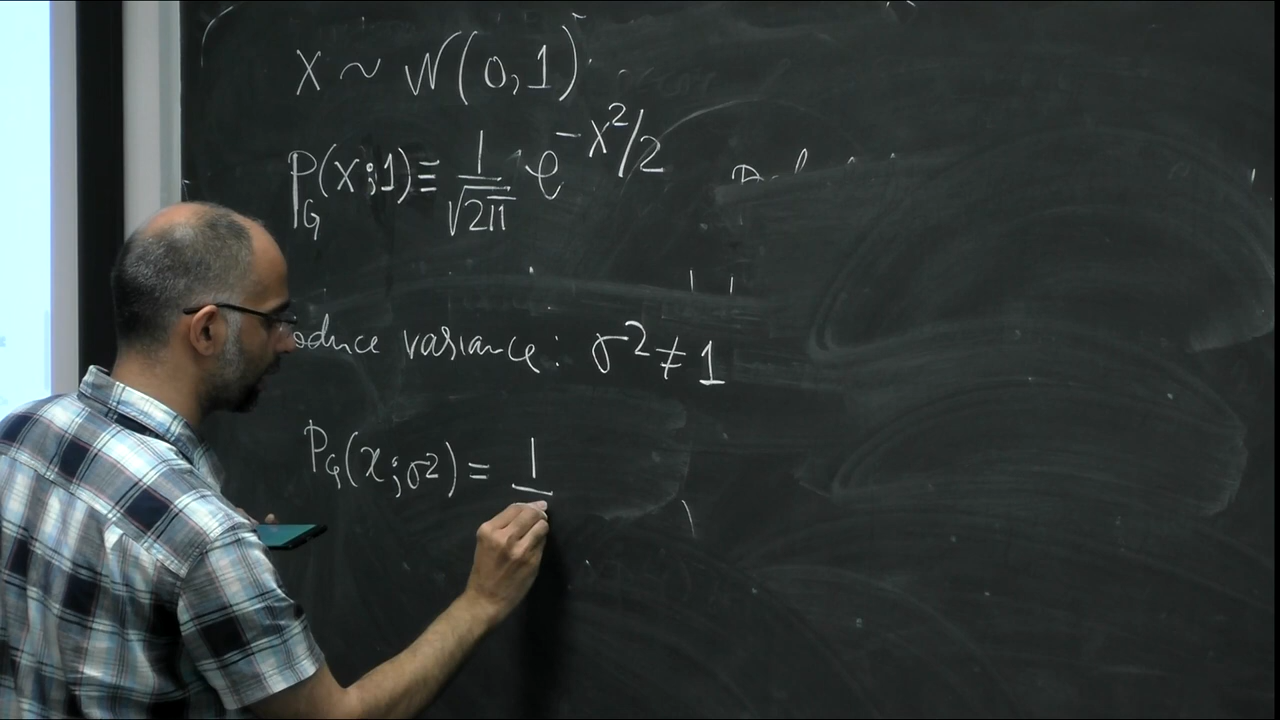 X ~ N(0,1)
P_G(x;1) ≡ 1/√2π e^{-x²/2}
oduce variance: σ² ≠ 1
P_G(x;σ²) = 1